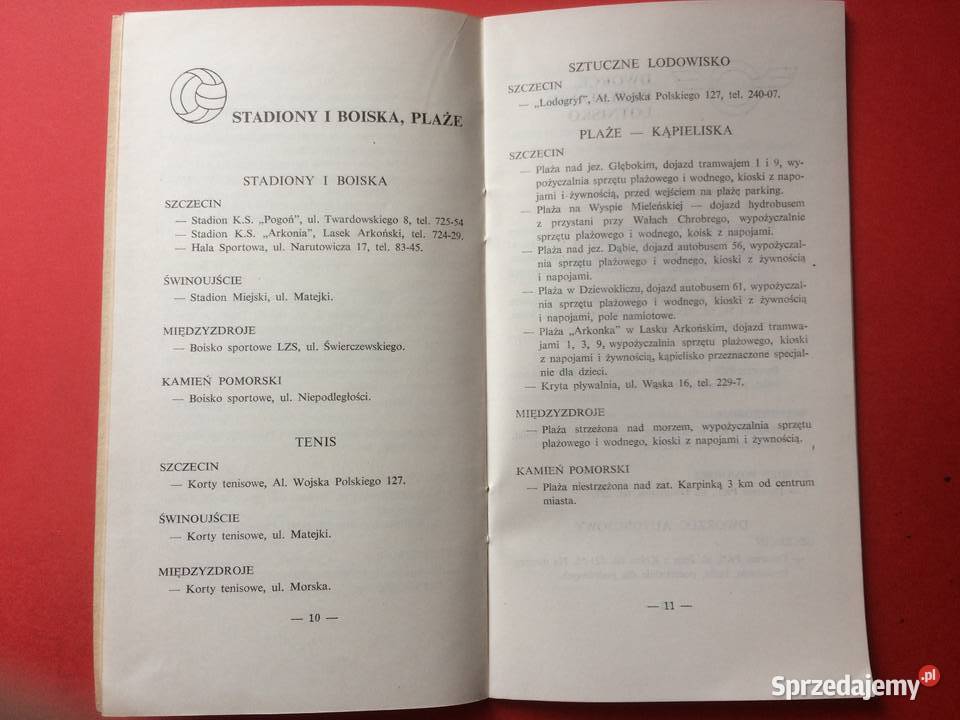 STADIONY I BOISKA, PLAŻE
STADIONY I BOISKA
SZCZECIN
— Stadion K.S. „Pogoń”, ul. Twardowskiego 8, tel. 725-54
— Stadion K.S. „Arkonia”, Lasek Arkoński, tel. 724-29.
— Hala Sportowa, ul. Narutowicza 17, tel. 83-45.
ŚWINOUJŚCIE
— Stadion Miejski, ul. Matejki.
MIĘDZYZDROJE
— Boisko sportowe LZS, ul. Świerczewskiego.
KAMIEŃ POMORSKI
— Boisko sportowe, ul. Niepodległości.
TENIS
SZCZECIN
— Korty tenisowe, Al. Wojska Polskiego 127.
ŚWINOUJŚCIE
— Korty tenisowe, ul. Matejki.
MIĘDZYZDROJE
— Korty tenisowe, ul. Morska.
— 10 —
SZTUCZNE LODOWISKO
SZCZECIN
— „Lodogryf”, Al. Wojska Polskiego 127, tel. 240-07.
PLAŻE — KĄPIELISKA
SZCZECIN
— Plaża nad jez. Głębokim, dojazd tramwajem 1 i 9, wy-
pożyczalnia sprzętu plażowego i wodnego, kioski z napo-
jami i żywnością, przed wejściem na plażę parking.
— Plaża na Wyspie Mieleńskiej — dojazd hydrobusem
z przystani przy Wałach Chrobrego, wypożyczalnie
sprzętu plażowego i wodnego, koisk z napojami.
— Plaża nad jez. Dąbie, dojazd autobusem 56, wypożyczal-
nia sprzętu plażowego i wodnego, kioski z żywnością
i napojami.
— Plaża w Dziewokliczu, dojazd autobusem 61, wypożyczal-
nia sprzętu plażowego i wodnego, kioski z żywnością
i napojami, pole namiotowe.
— Plaża „Arkonka” w Lasku Arkońskim, dojazd tramwa-
jami 1, 3, 9, wypożyczalnia sprzętu plażowego, kioski
z napojami i żywnością, kąpielisko przeznaczone specjal-
nie dla dzieci.
— Kryta pływalnia, ul. Wąska 16, tel. 229-7.
MIĘDZYZDROJE
— Plaża strzeżona nad morzem, wypożyczalnia sprzętu
plażowego i wodnego, kioski z napojami i żywnością.
KAMIEŃ POMORSKI
— Plaża niestrzeżona nad zat. Karpinką 3 km od centrum
miasta.
— 11 —
Sprzedajemy.pl